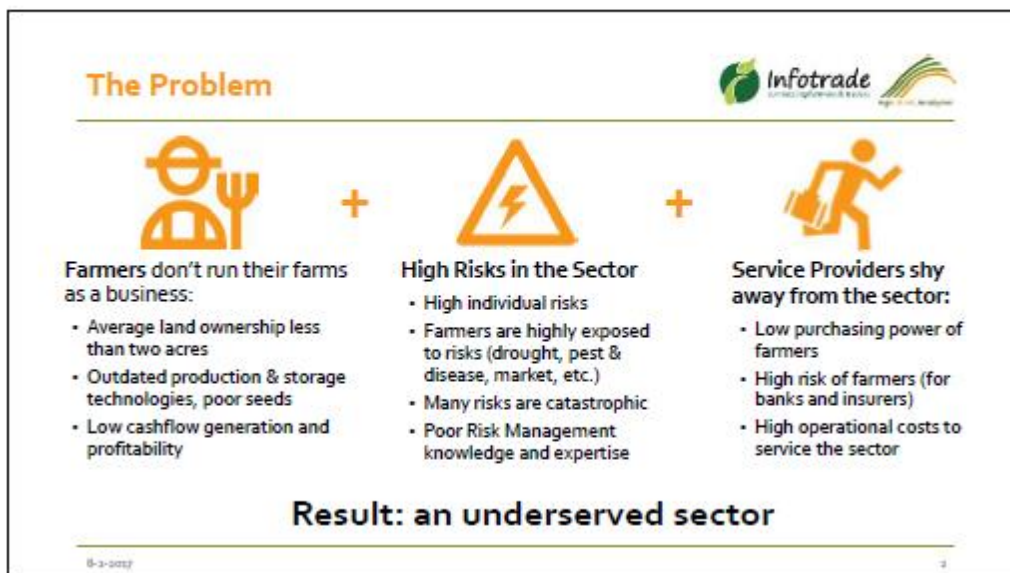 The Problem
Infotrade
+
+
Farmers don't run their farms
as a business:
• Average land ownership less
than two acres
• Outdated production & storage
technologies, poor seeds
• Low cashflow generation and
profitability
High Risks in the Sector
• High individual risks
• Farmers are highly exposed
to risks (drought, pest &
disease, market, etc.)
• Many risks are catastrophic
• Poor Risk Management
knowledge and expertise
Service Providers shy
away from the sector:
• Low purchasing power of
farmers
• High risk of farmers (for
banks and insurers)
• High operational costs to
service the sector
Result: an underserved sector
8-2-2017
2